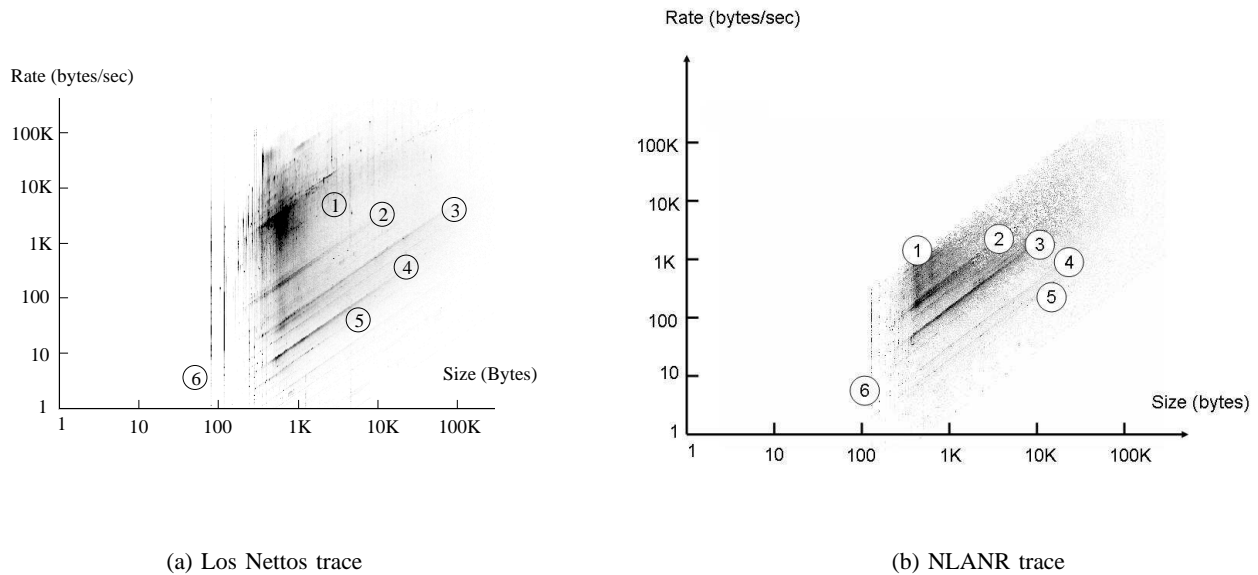 Rate (bytes/sec)
100K
10K
1K
100
10
1
1
10
100
1K
10K
100K
Size (Bytes)
1
2
3
4
5
6
(a) Los Nettos trace
Rate (bytes/sec)
100K
10K
1K
100
10
1
1
10
100
1K
10K
100K
Size (bytes)
1
2
3
4
5
6
(b) NLANR trace